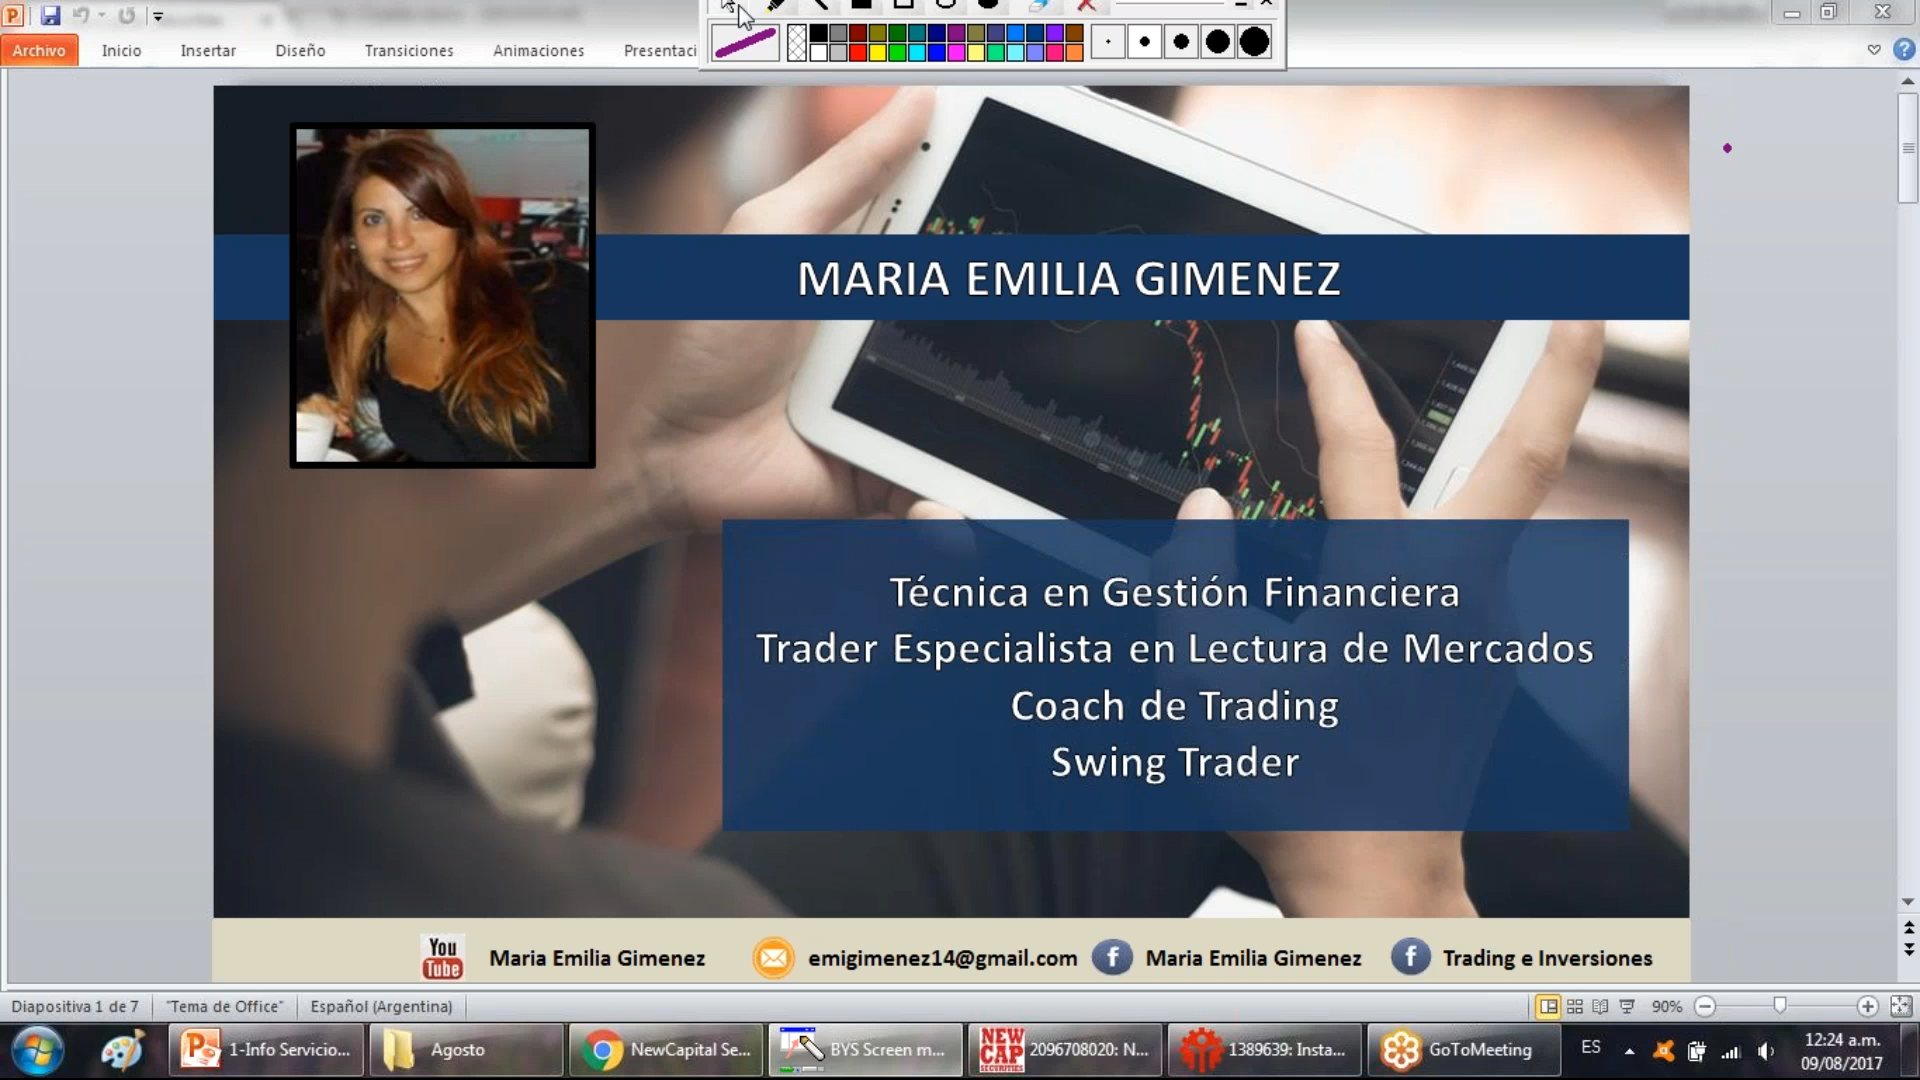 Archivo Inicio Insertar Diseño Transiciones Animaciones Presentaci
MARIA EMILIA GIMENEZ
Técnica en Gestión Financiera
Trader Especialista en Lectura de Mercados
Coach de Trading
Swing Trader
You Tube Maria Emilia Gimenez emigimenez14@gmail.com Maria Emilia Gimenez Trading e Inversiones
Diapositiva 1 de 7 "Tema de Office" Español (Argentina) 90%
1-Info Servicio... Agosto NewCapital Se... BYS Screen m... NEW CAP SECURITIES 2096708020: N... 1389639: Insta... GoToMeeting ES 12:24 a.m.
09/08/2017